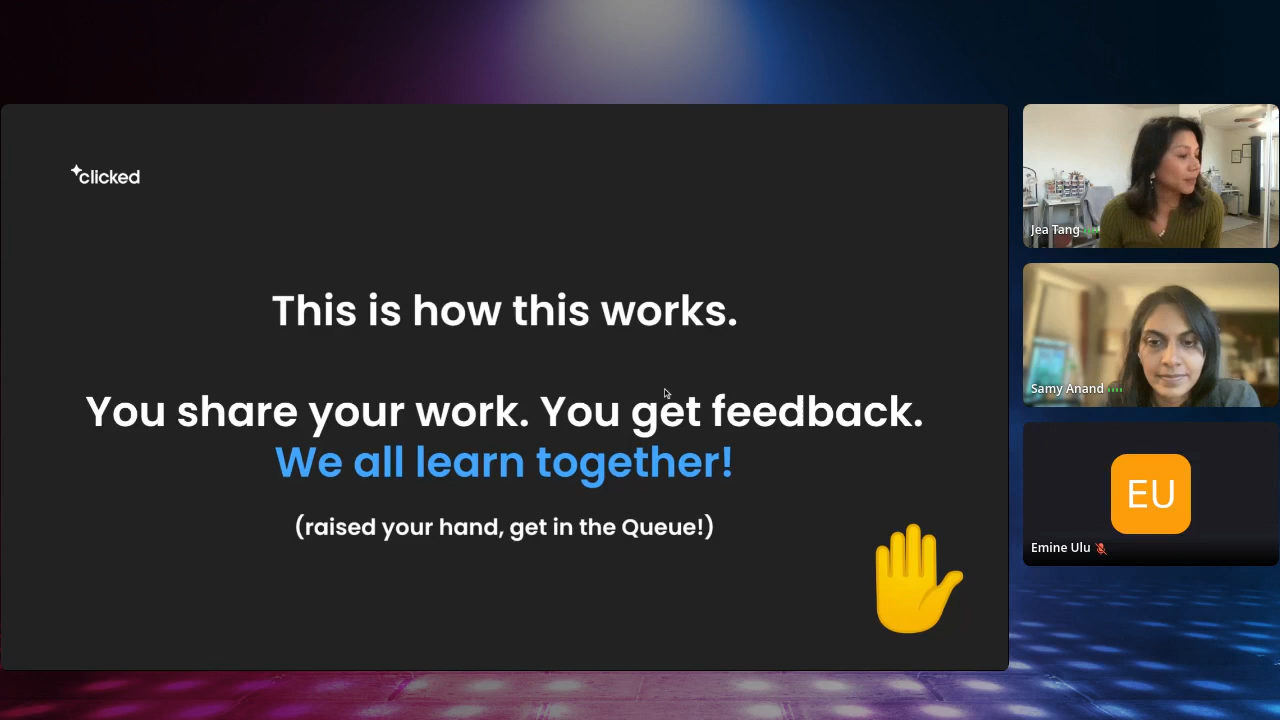 clicked
This is how this works.
You share your work. You get feedback.
We all learn together!
(raised your hand, get in the Queue!)
Jea Tang
Samy Anand
EU
Emine Ulu